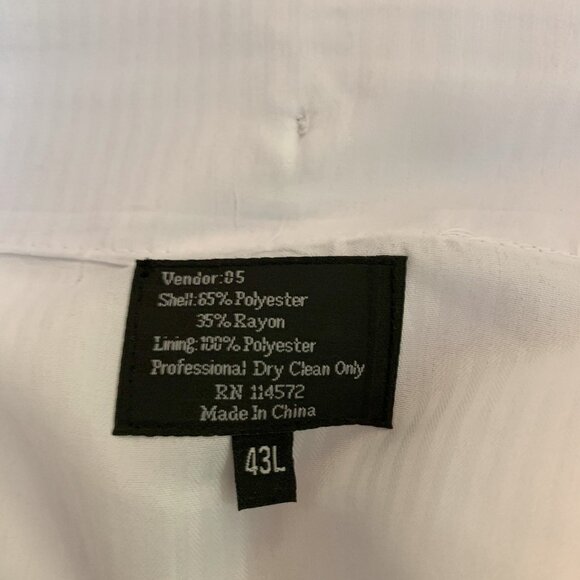 Vendor:05
Shell:65% Polyester
35% Rayon
Lining:100% Polyester
Professional Dry Clean Only
RN 114572
Made In China
43L